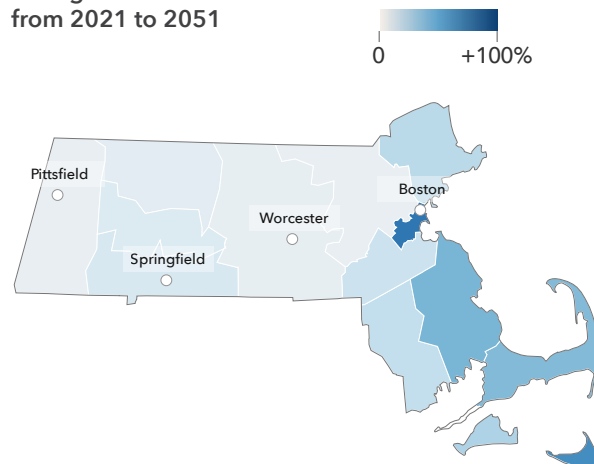 from 2021 to 2051
0 +100%
Pittsfield
Boston
Worcester
Springfield